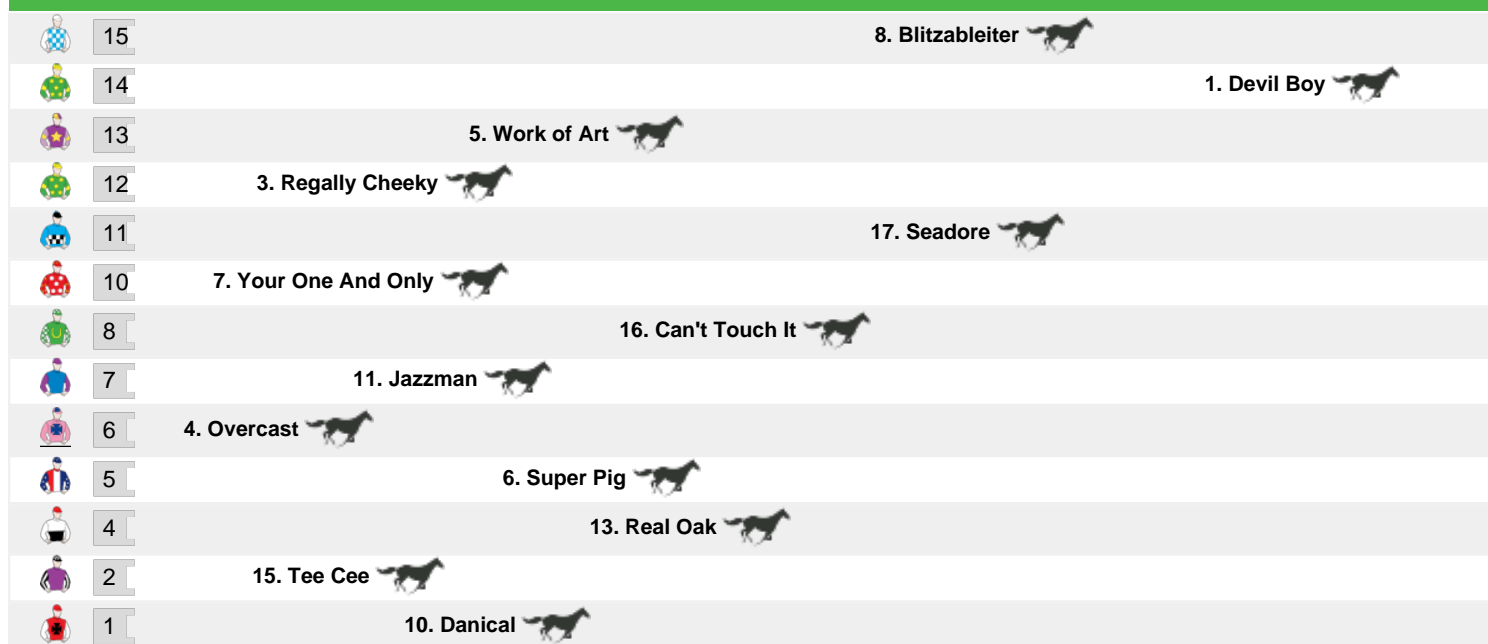 15 8. Blitzableiter
14 1. Devil Boy
13 5. Work of Art
12 3. Regally Cheeky
11 17. Seadore
10 7. Your One And Only
8 16. Can't Touch It
7 11. Jazzman
6 4. Overcast
5 6. Super Pig
4 13. Real Oak
2 15. Tee Cee
1 10. Danical